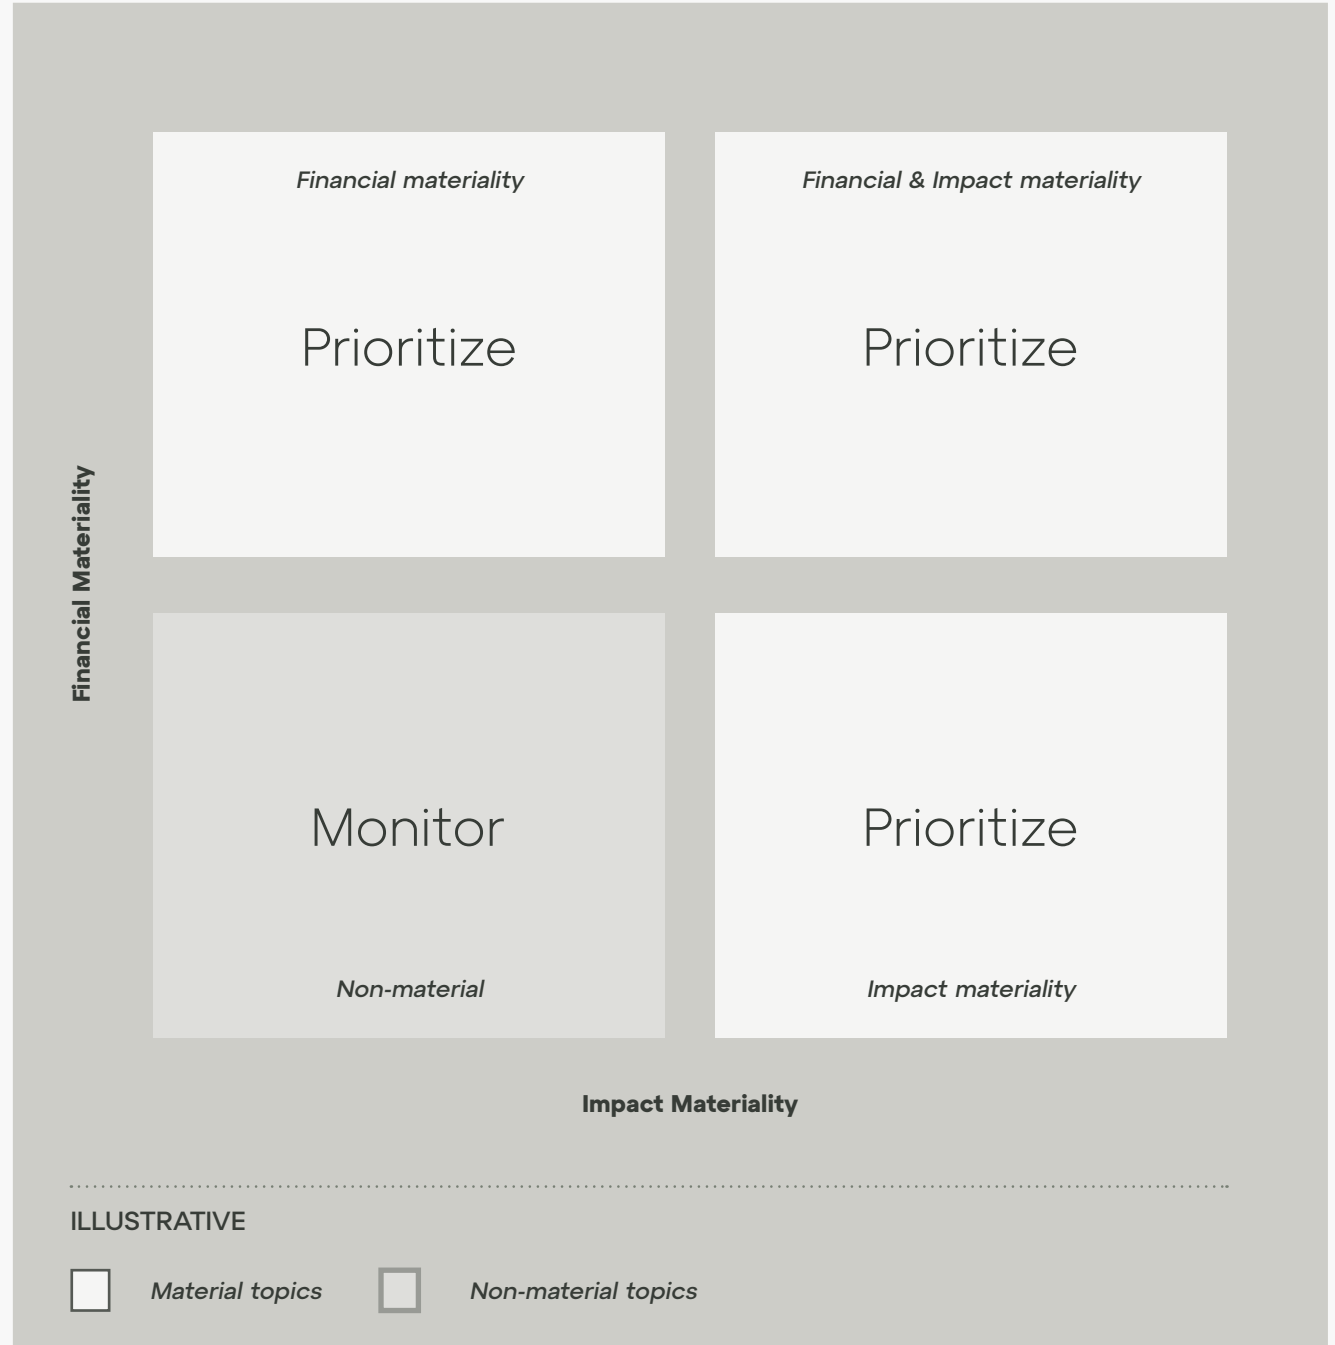 Financial materiality
Financial & Impact materiality
Prioritize
Prioritize
Financial Materiality
Monitor
Prioritize
Non-material
Impact materiality
Impact Materiality
ILLUSTRATIVE
Material topics
Non-material topics